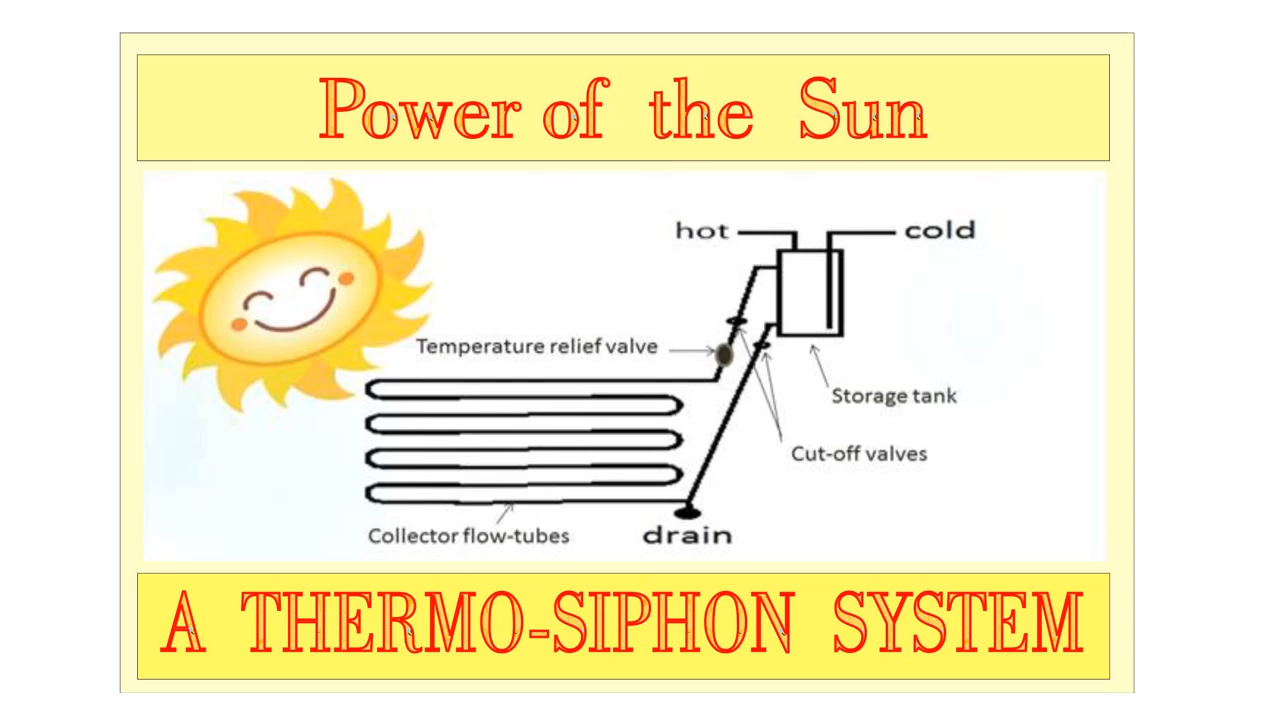 Power of the Sun
hot
cold
Temperature relief valve
Storage tank
Cut-off valves
Collector flow-tubes
drain
A THERMO-SIPHON SYSTEM